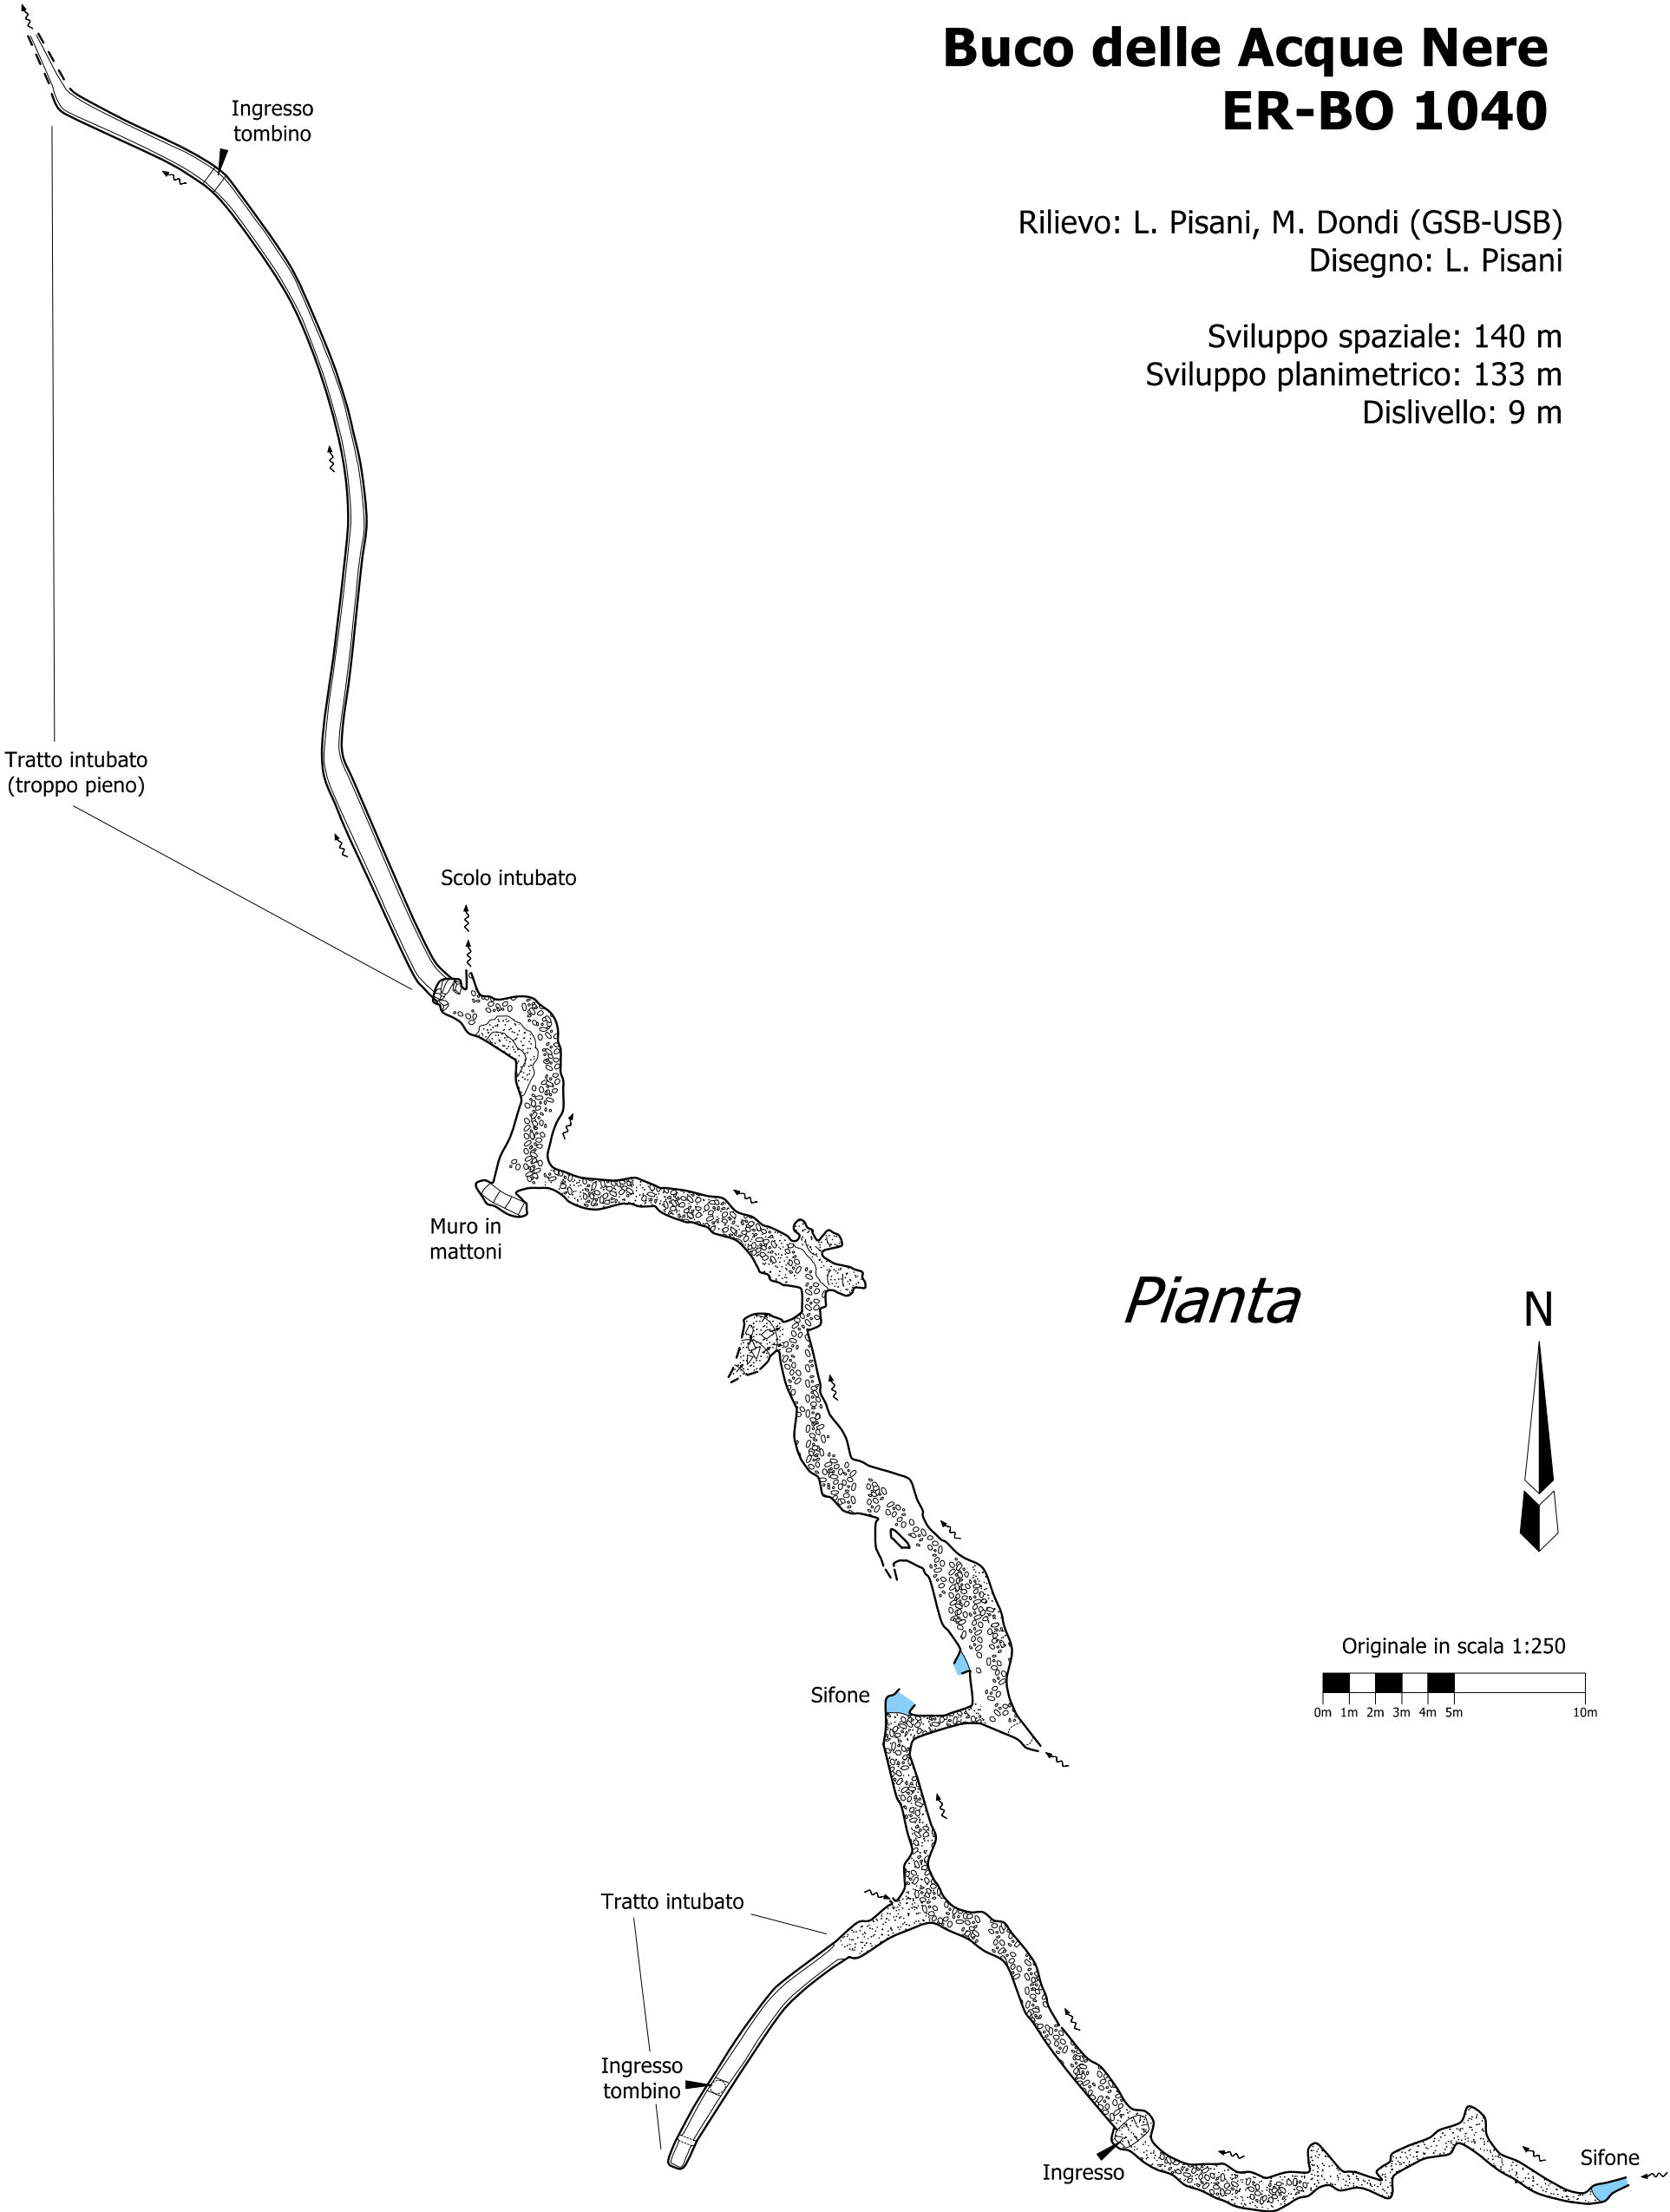 Buco delle Acque Nere
ER-BO 1040
Ingresso
tombino
Rilievo: L. Pisani, M. Dondi (GSB-USB)
Disegno: L. Pisani
Sviluppo spaziale: 140 m
Sviluppo planimetrico: 133 m
Dislivello: 9 m
Tratto intubato
(troppo pieno)
Scolo intubato
Muro in
mattoni
Pianta
N
Originale in scala 1:250
0m 1m 2m 3m 4m 5m 10m
Sifone
Tratto intubato
Ingresso
tombino
Ingresso
Sifone